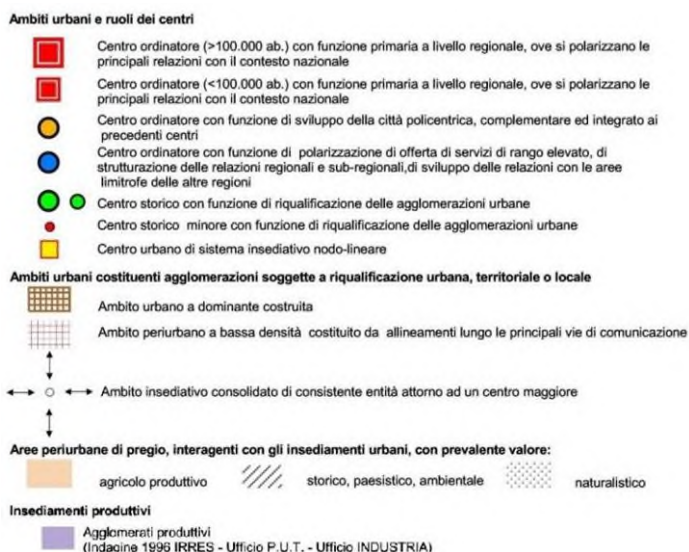 Ambiti urbani e ruoli dei centri
Centro ordinatore (>100.000 ab.) con funzione primaria a livello regionale, ove si polarizzano le
principali relazioni con il contesto nazionale
Centro ordinatore (<100.000 ab.) con funzione primaria a livello regionale, ove si polarizzano le
principali relazioni con il contesto nazionale
Centro ordinatore con funzione di sviluppo della città policentrica, complementare ed integrato ai
precedenti centri
Centro ordinatore con funzione di polarizzazione di offerta di servizi di rango elevato, di
strutturazione delle relazioni regionali e sub-regionali,di sviluppo delle relazioni con le aree
limitrofe delle altre regioni
Centro storico con funzione di riqualificazione delle agglomerazioni urbane
Centro storico minore con funzione di riqualificazione delle agglomerazioni urbane
Centro urbano di sistema insediativo nodo-lineare
Ambiti urbani costituenti agglomerazioni soggette a riqualificazione urbana, territoriale o locale
Ambito urbano a dominante costruita
Ambito periurbano a bassa densità costituito da allineamenti lungo le principali vie di comunicazione
Ambito insediativo consolidato di consistente entità attorno ad un centro maggiore
Aree periurbane di pregio, interagenti con gli insediamenti urbani, con prevalente valore:
agricolo produttivo storico, paesistico, ambientale naturalistico
Insediamenti produttivi
Agglomerati produttivi
(Indagine 1996 IRRES - Ufficio P.U.T. - Ufficio INDUSTRIA)